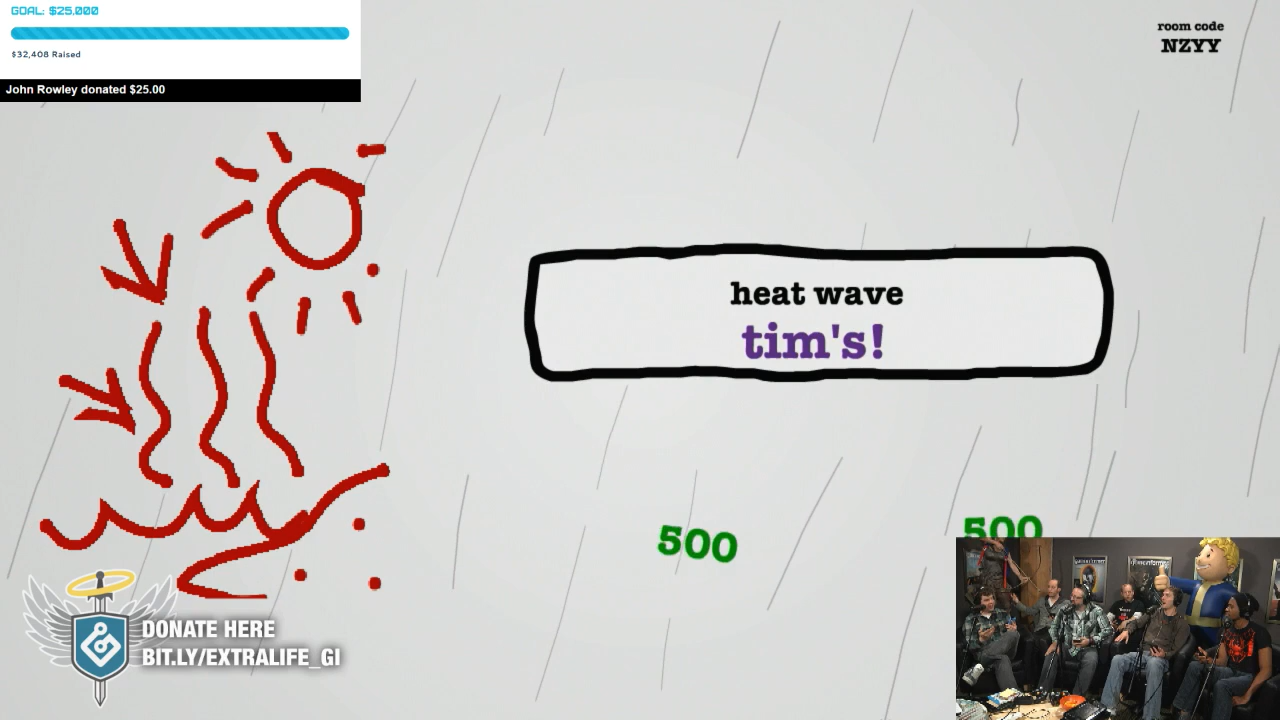 GOAL: $25,000
$32,408 Raised
John Rowley donated $25.00
room code
NZYY
heat wave
tim's!
500
500
DONATE HERE
BIT.LY/EXTRALIFE_GI